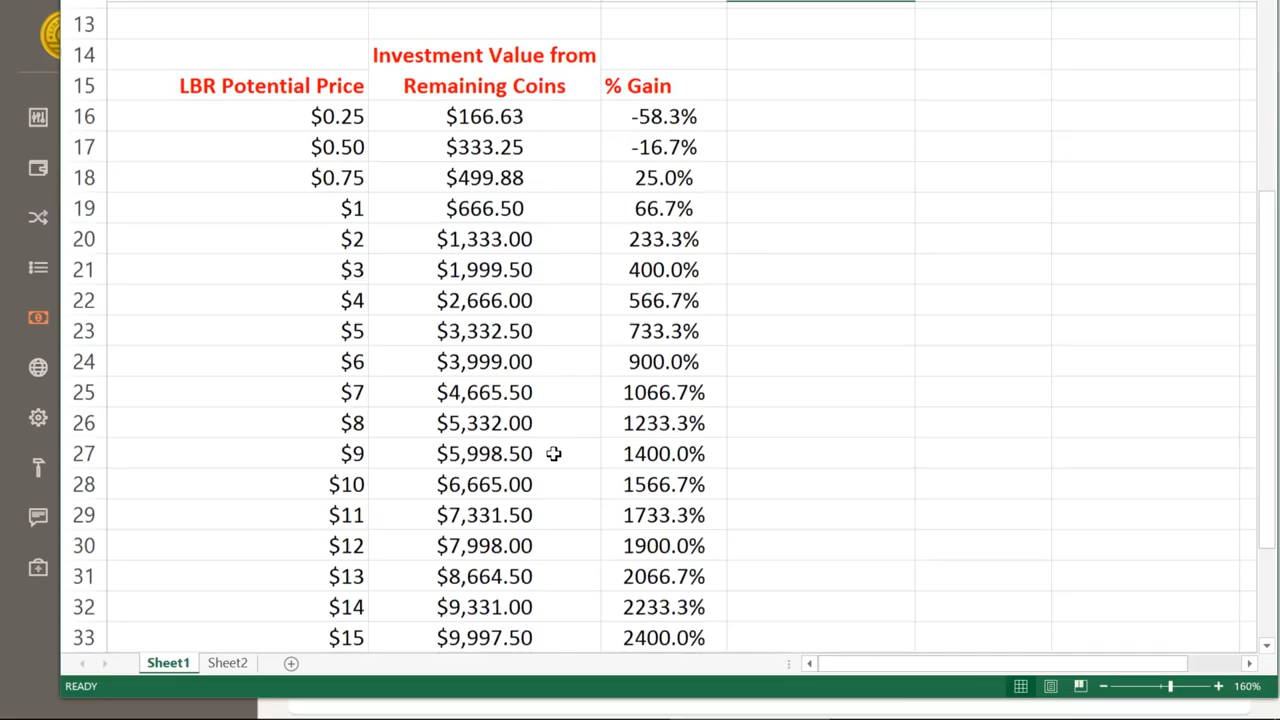 13
14 Investment Value from
15 LBR Potential Price Remaining Coins % Gain
16 $0.25 $166.63 -58.3%
17 $0.50 $333.25 -16.7%
18 $0.75 $499.88 25.0%
19 $1 $666.50 66.7%
20 $2 $1,333.00 233.3%
21 $3 $1,999.50 400.0%
22 $4 $2,666.00 566.7%
23 $5 $3,332.50 733.3%
24 $6 $3,999.00 900.0%
25 $7 $4,665.50 1066.7%
26 $8 $5,332.00 1233.3%
27 $9 $5,998.50 1400.0%
28 $10 $6,665.00 1566.7%
29 $11 $7,331.50 1733.3%
30 $12 $7,998.00 1900.0%
31 $13 $8,664.50 2066.7%
32 $14 $9,331.00 2233.3%
33 $15 $9,997.50 2400.0%
Sheet1 Sheet2
READY 160%